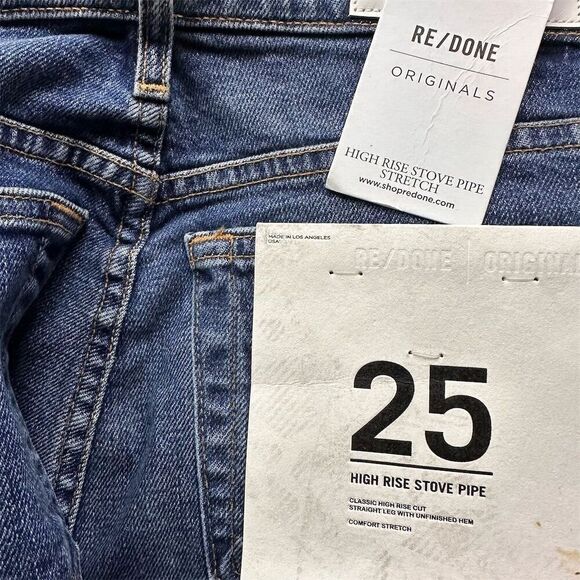 RE/DONE
ORIGINALS
HIGH RISE STOVE PIPE
STRETCH
www.shopredone.com
MADE IN LOS ANGELES
USA
RE/DONE | ORIGINAL
25
HIGH RISE STOVE PIPE
CLASSIC HIGH RISE CUT
STRAIGHT LEG WITH UNFINISHED HEM
COMFORT STRETCH